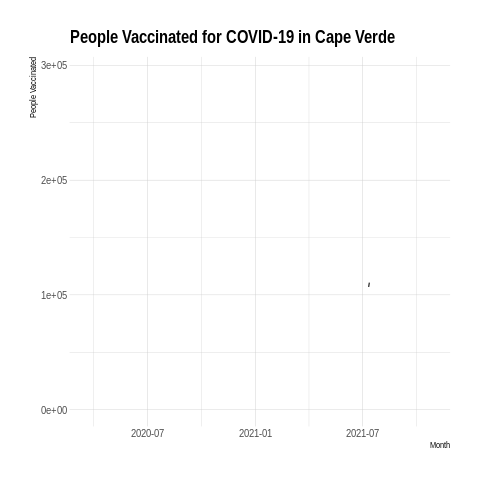 People Vaccinated for COVID-19 in Cape Verde
People Vaccinated
3e+05
2e+05
1e+05
0e+00
2020-07
2021-01
2021-07
Month